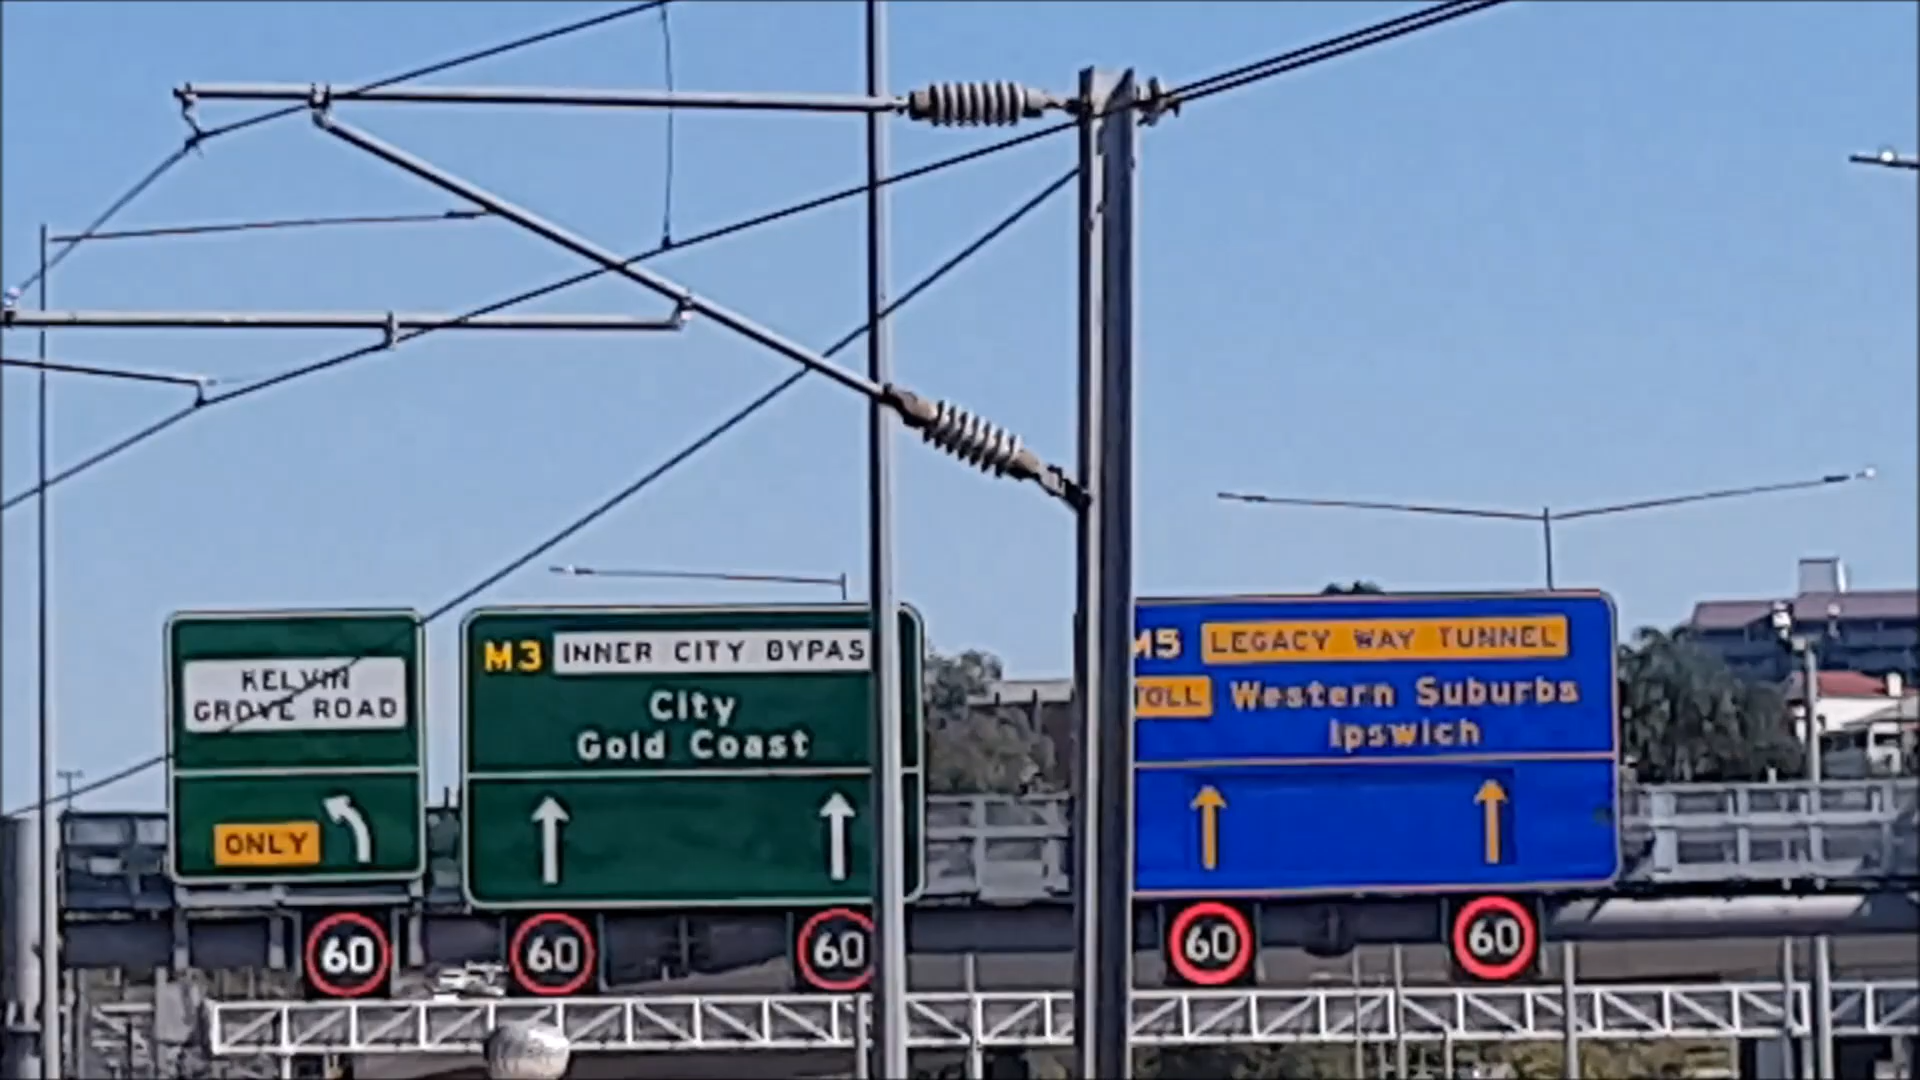 KELVIN
GROVE ROAD
ONLY
M3 INNER CITY BYPAS
City
Gold Coast
M5 LEGACY WAY TUNNEL
TOLL Western Suburbs
Ipswich
60
60
60
60
60